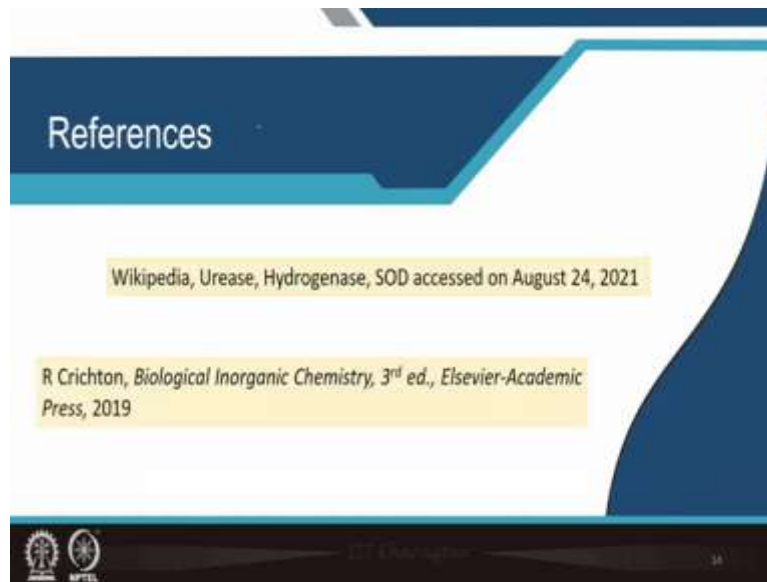 References
Wikipedia, Urease, Hydrogenase, SOD accessed on August 24, 2021
R Crichton, Biological Inorganic Chemistry, 3rd ed., Elsevier-Academic
Press, 2019
NPTEL